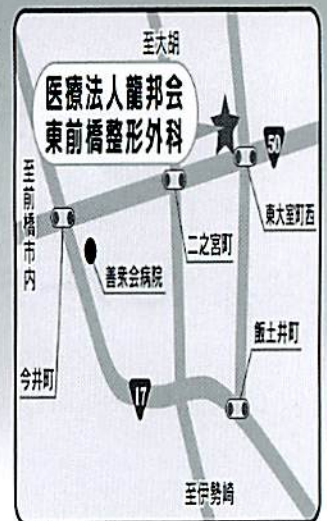 至大胡
医療法人龍邦会
東前橋整形外科
50
至前橋市内
東大室町西
二之宮町
善衆会病院
飯土井町
今井町
17
至伊勢崎